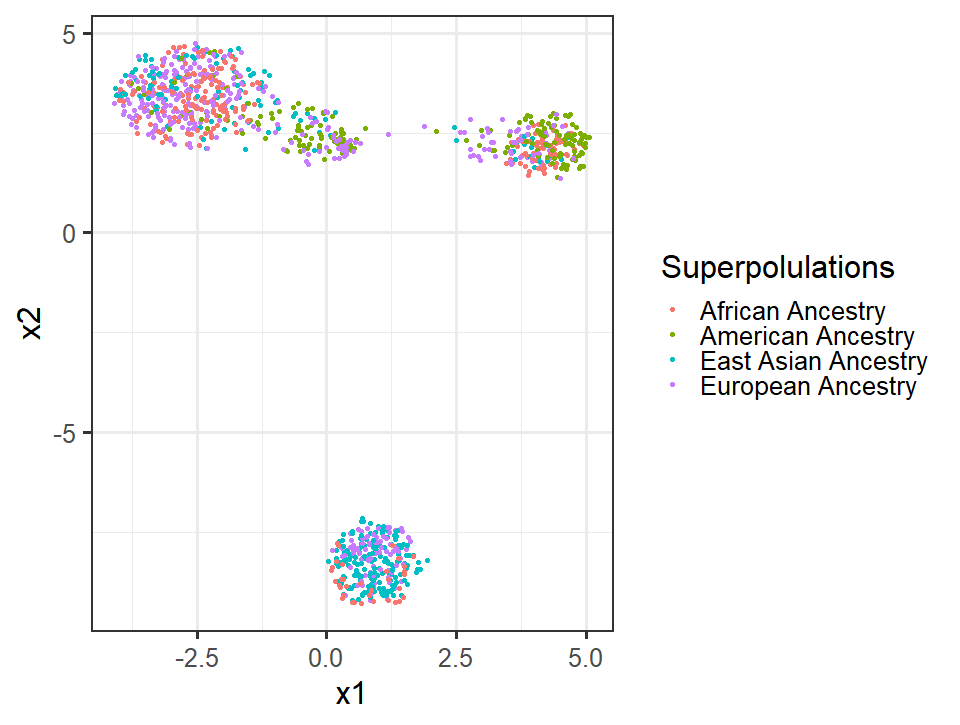 5
0
-5
x2
-2.5
0.0
2.5
5.0
x1
Superpolulations
African Ancestry
American Ancestry
East Asian Ancestry
European Ancestry